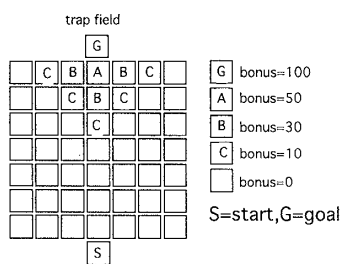 trap field
G
C B A B C
C B C
C
S
G bonus=100
A bonus=50
B bonus=30
C bonus=10
bonus=0
S=start,G=goal